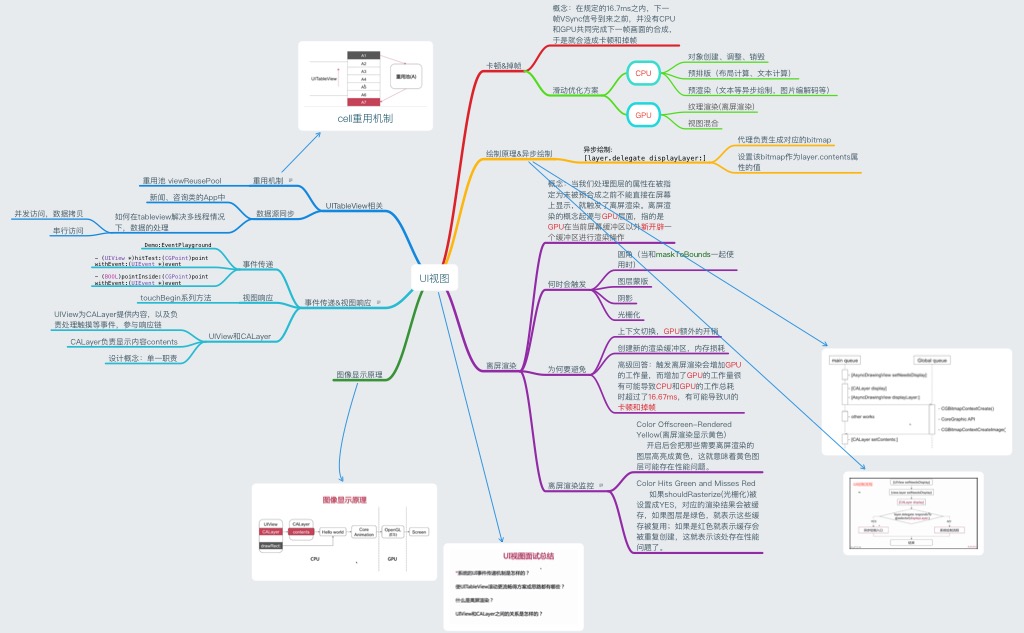 UI视图
UITableView相关
重用机制
重用池 viewReusePool
cell重用机制
UITableView
A1
A2
A3
A4
A5
A6
A7
重用池(A)
数据源同步
新闻、咨询类的App中
如何在tableview解决多线程情况
下，数据的处理
并发访问，数据拷贝
串行访问
事件传递&视图响应
事件传递
Demo:EventPlayground
- (UIView *)hitTest:(CGPoint)point
withEvent:(UIEvent *)event
- (BOOL)pointInside:(CGPoint)point
withEvent:(UIEvent *)event
视图响应
touchBegin系列方法
UIView和CALayer
UIView为CALayer提供内容，以及负
责处理触摸等事件，参与响应链
CALayer负责显示内容contents
设计概念：单一职责
图像显示原理
图像显示原理
UIView
CALayer
drawRect
CALayer
contents
Hello world
Core
Animation
OpenGL
(ES)
Screen
CPU
GPU
UI视图面试总结
*系统的UI事件传递机制是怎样的？
使UITableView滚动更流畅得方案或思路都有哪些？
什么是离屏渲染？
UIView和CALayer之间的关系是怎样的？
卡顿&掉帧
概念：在规定的16.7ms之内，下一
帧VSync信号到来之前，并没有CPU
和GPU共同完成下一帧画面的合成、
于是就会造成卡顿和掉帧
滑动优化方案
CPU
对象创建、调整、销毁
预排版（布局计算、文本计算）
预渲染（文本等异步绘制，图片编解码等）
GPU
纹理渲染(离屏渲染)
视图混合
绘制原理&异步绘制
异步绘制:
[layer.delegate displayLayer:]
代理负责生成对应的bitmap
设置该bitmap作为layer.contents属
性的值
离屏渲染
概念：当我们处理图层的属性在被指
定为未被预合成之前不能直接在屏幕
上显示，就触发了离屏渲染。离屏渲
染的概念起源与GPU层面，指的是
GPU在当前屏幕缓冲区以外新开辟一
个缓冲区进行渲染操作
何时会触发
圆角（当和maskToBounds一起使
用时）
图层蒙版
阴影
光栅化
为何要避免
上下文切换，GPU额外的开销
创建新的渲染缓冲区，内存损耗
高级回答：触发离屏渲染会增加GPU
的工作量，而增加了GPU的工作量很
有可能导致CPU和GPU的工作总耗
时超过了16.67ms，有可能导致UI的
卡顿和掉帧
离屏渲染监控
Color Offscreen-Rendered
Yellow(离屏渲染显示黄色)
开启后会把那些需要离屏渲染的
图层高亮成黄色，这就意味着黄色图
层可能存在性能问题。
Color Hits Green and Misses Red
如果shouldRasterize(光栅化)被
设置成YES，对应的渲染结果会被缓
存，如果图层是绿色，就表示这些缓
存被复用；如果是红色就表示缓存会
被重复创建，这就表示该处存在性能
问题了。
main queue
Global queue
[AsyncDrawingView setNeedsDisplay]
[CALayer display]
[AsyncDrawingView displayLayer:]
other works
[CALayer setContents:]
CGBitmapContextCreate()
CoreGraphic API
CGBitmapContextCreateImage()